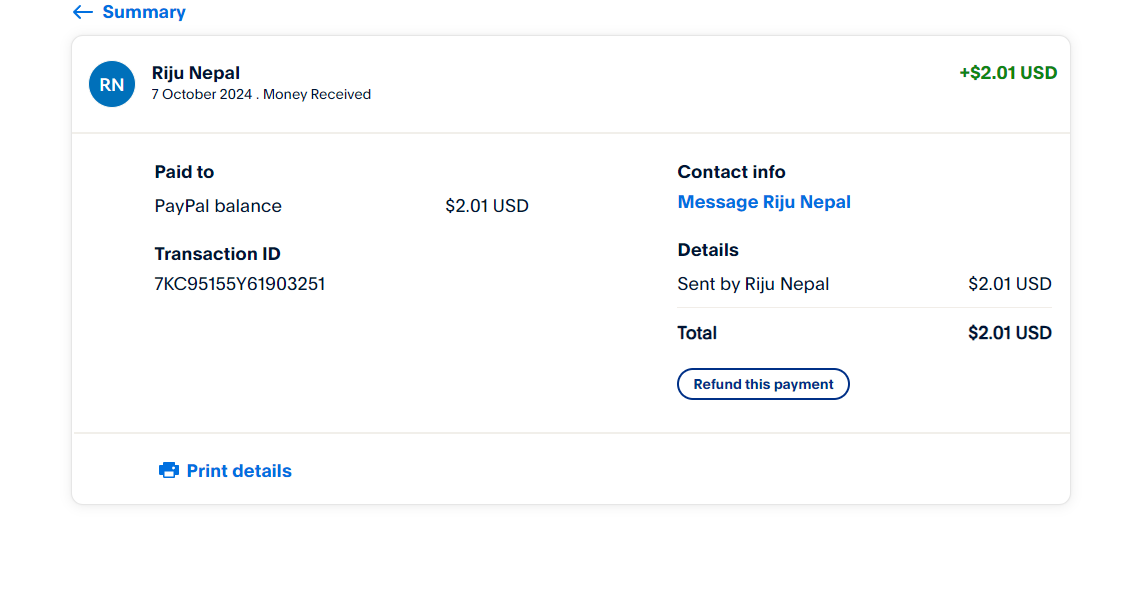 Summary
RN
Riju Nepal
+$2.01 USD
7 October 2024 . Money Received
Paid to
PayPal balance $2.01 USD
Transaction ID
7KC95155Y61903251
Contact info
Message Riju Nepal
Details
Sent by Riju Nepal $2.01 USD
Total $2.01 USD
Refund this payment
Print details